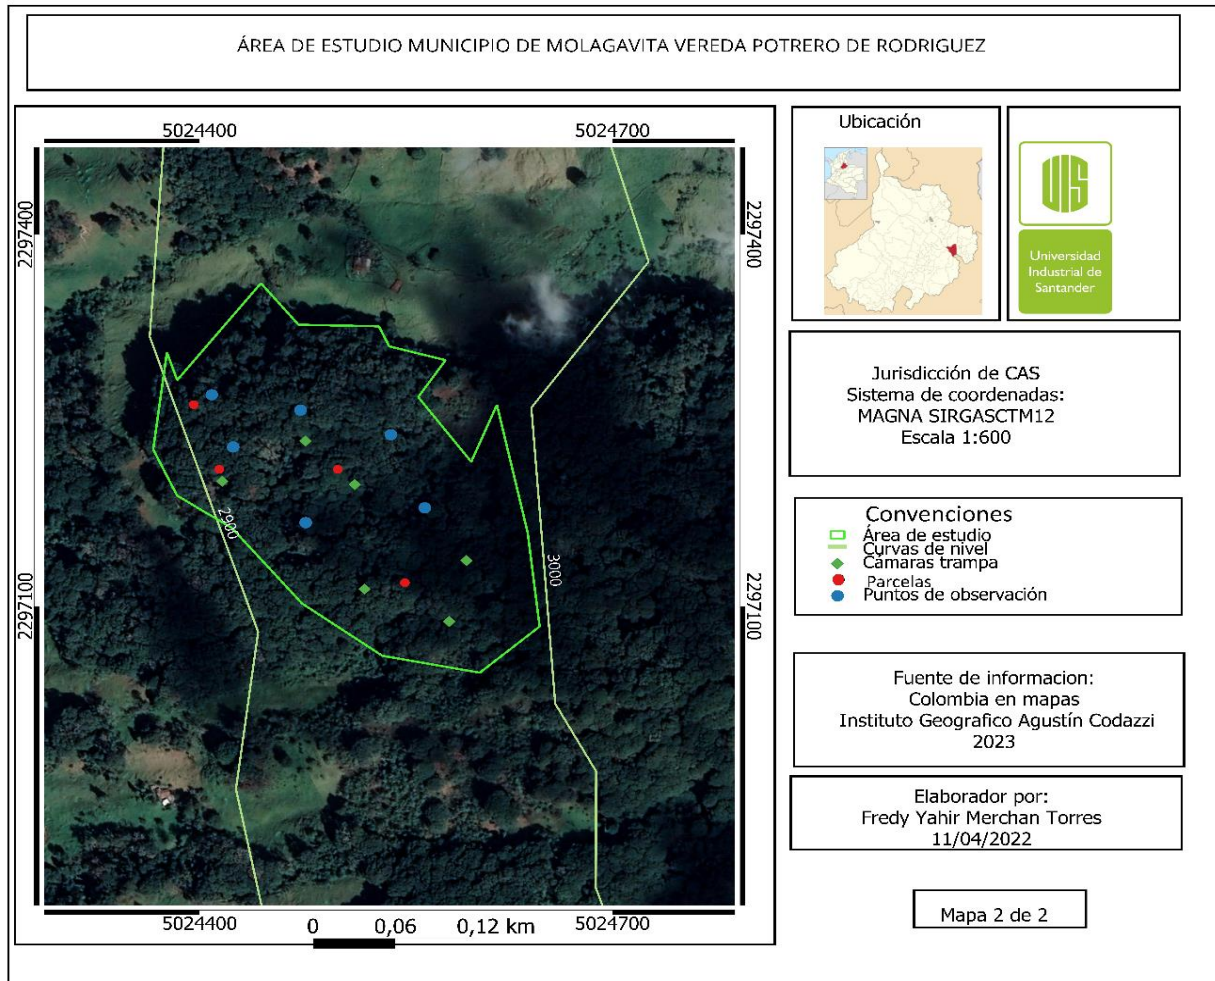 ÁREA DE ESTUDIO MUNICIPIO DE MOLAGAVITA VEREDA POTRERO DE RODRIGUEZ
5024400
5024700
2297400
2297400
2900
3000
2297100
2297100
5024400
5024700
0
0,06
0,12 km
Ubicación
UIS
Universidad
Industrial de
Santander
Jurisdicción de CAS
Sistema de coordenadas:
MAGNA SIRGASCTM12
Escala 1:600
Convenciones
Área de estudio
Curvas de nivel
Cámaras trampa
Parcelas
Puntos de observación
Fuente de informacion:
Colombia en mapas
Instituto Geografico Agustín Codazzi
2023
Elaborador por:
Fredy Yahir Merchan Torres
11/04/2022
Mapa 2 de 2